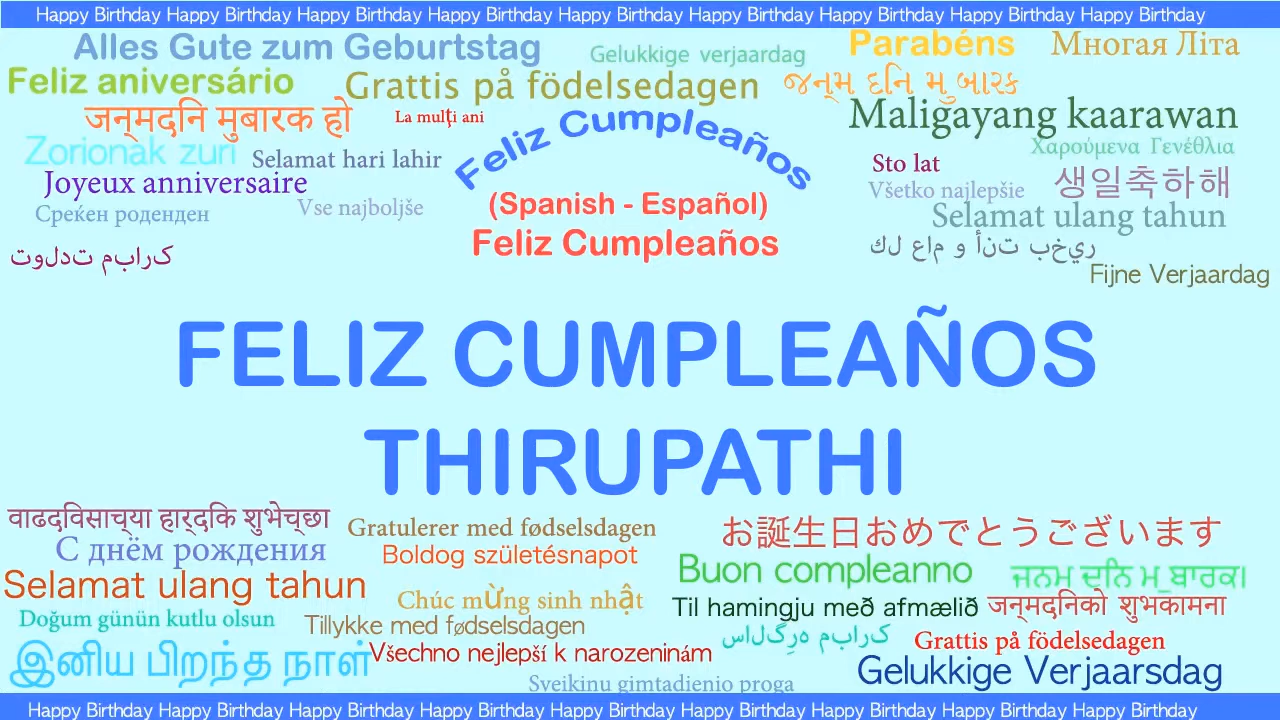 Happy Birthday Happy Birthday Happy Birthday Happy Birthday Happy Birthday Happy Birthday Happy Birthday Happy Birthday Happy Birthday
Alles Gute zum Geburtstag
Gelukkige verjaardag
Parabéns
Многая Літа
Feliz aniversário
Grattis på födelsedagen
જન્મ દિન મુબારક
जन्मदिन मुबारक हो
La mulţi ani
Feliz Cumpleaños
Maligayang kaarawan
Zorionak zuri
Selamat hari lahir
Χαρούμενα Γενέθλια
Sto lat
Joyeux anniversaire
(Spanish - Español)
Všetko najlepšie
생일축하해
Среќен роденден
Vse najboljše
Selamat ulang tahun
Feliz Cumpleaños
تولدت مبارک
كل عام و أنت بخير
Fijne Verjaardag
FELIZ CUMPLEAÑOS
THIRUPATHI
वाढदिवसाच्या हार्दिक शुभेच्छा
Gratulerer med fødselsdagen
お誕生日おめでとうございます
С днём рождения
Boldog születésnapot
Buon compleanno
ਜਨਮ ਦਿਨ ਮੁਬਾਰਕ।
Selamat ulang tahun
Chúc mừng sinh nhật
Til hamingju með afmælið
जन्मदिनको शुभकामना
Doğum günün kutlu olsun
Tillykke med fødselsdagen
سالگرہ مبارک
Grattis på födelsedagen
இனிய பிறந்த நாள்
Všechno nejlepší k narozeninám
Gelukkige Verjaarsdag
Sveikinu gimtadienio proga
Happy Birthday Happy Birthday Happy Birthday Happy Birthday Happy Birthday Happy Birthday Happy Birthday Happy Birthday Happy Birthday